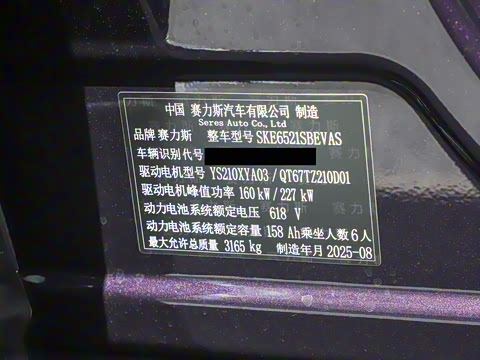 中国 赛力斯汽车有限公司 制造
Seres Auto Co., Ltd
品牌 赛力斯 整车型号 SKE6521SBEVAS
车辆识别代号
驱动电机型号 YS210XYA03 / QT67TZ210D01
驱动电机峰值功率 160 kW / 227 kW
动力电池系统额定电压 618 V
动力电池系统额定容量 158 Ah 乘坐人数 6 人
最大允许总质量 3165 kg 制造年月 2025-08